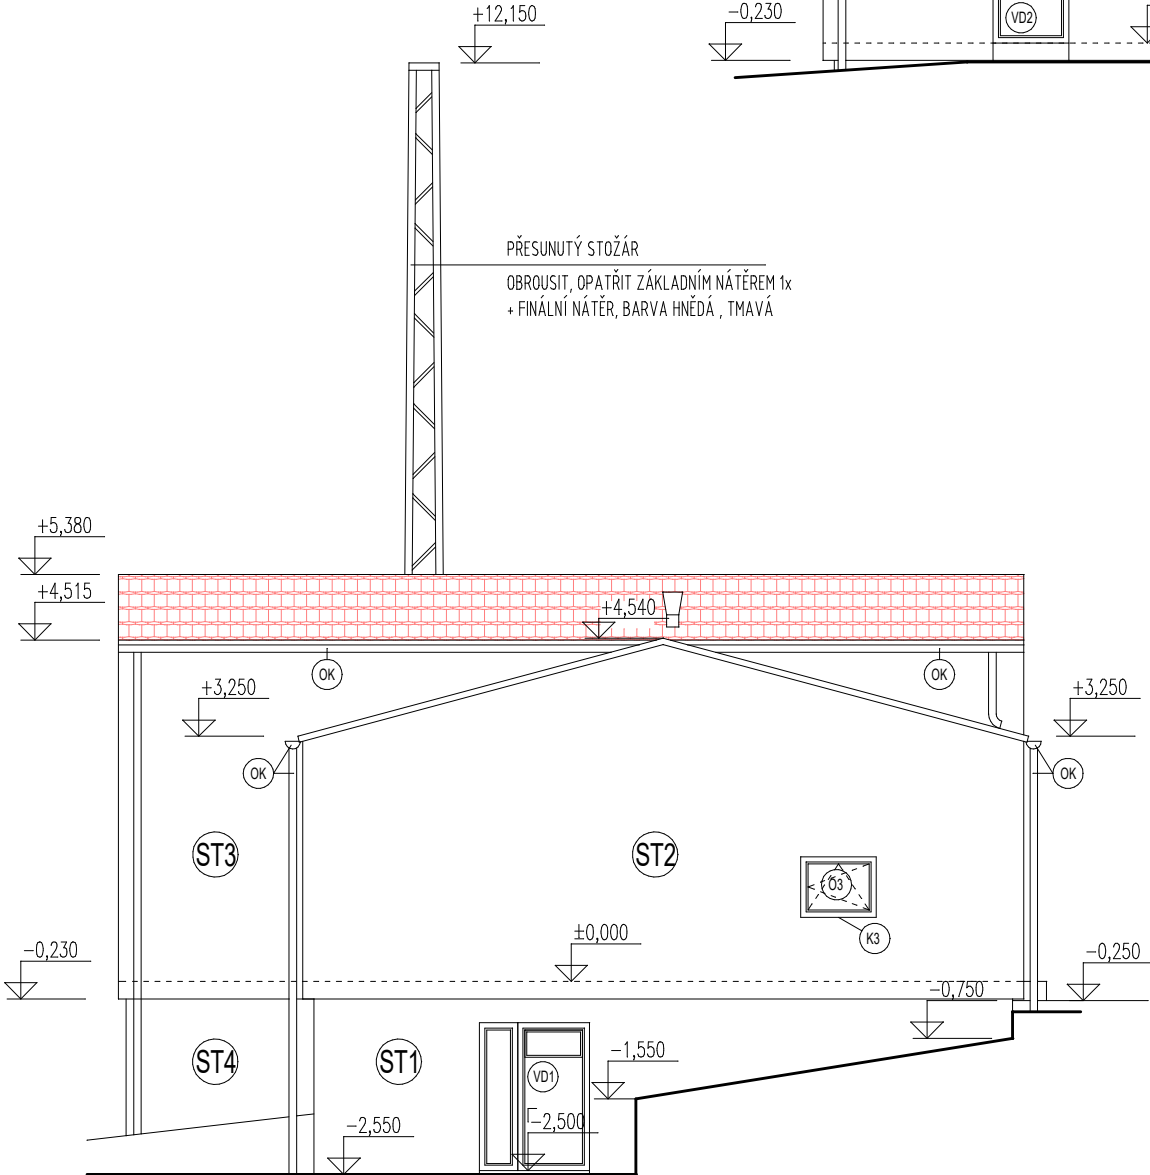 +12,150
-0,230
VD2
PŘESUNUTÝ STOŽÁR
OBROUSIT, OPATŘIT ZÁKLADNÍM NÁTĚREM 1x
+ FINÁLNÍ NÁTĚR, BARVA HNĚDÁ , TMAVÁ
+5,380
+4,515
+4,540
OK
OK
+3,250
+3,250
OK
OK
ST3
ST2
O3
K3
±0,000
-0,230
-0,250
-0,750
ST4
ST1
VD1
-1,550
-2,550
-2,500